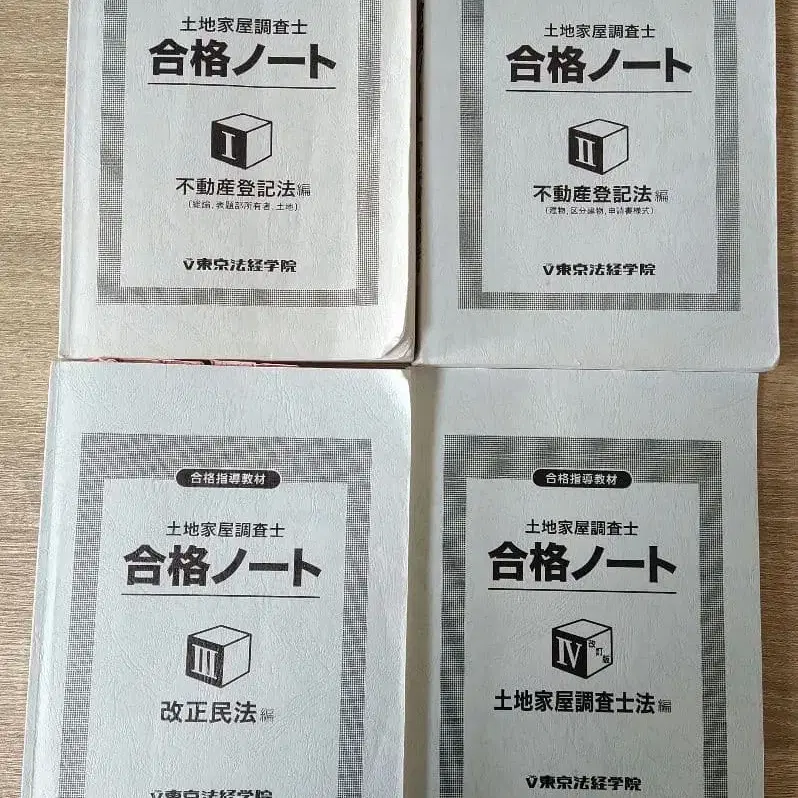 土地家屋調査士
合格ノート
I
不動産登記法編
(総論、表題部所有者、土地)
東京法経学院
土地家屋調査士
合格ノート
II
不動産登記法編
(建物、区分建物、申請書様式)
東京法経学院
合格指導教材
土地家屋調査士
合格ノート
III
改正民法編
東京法経学院
合格指導教材
土地家屋調査士
合格ノート
IV
改訂版
土地家屋調査士法編
東京法経学院